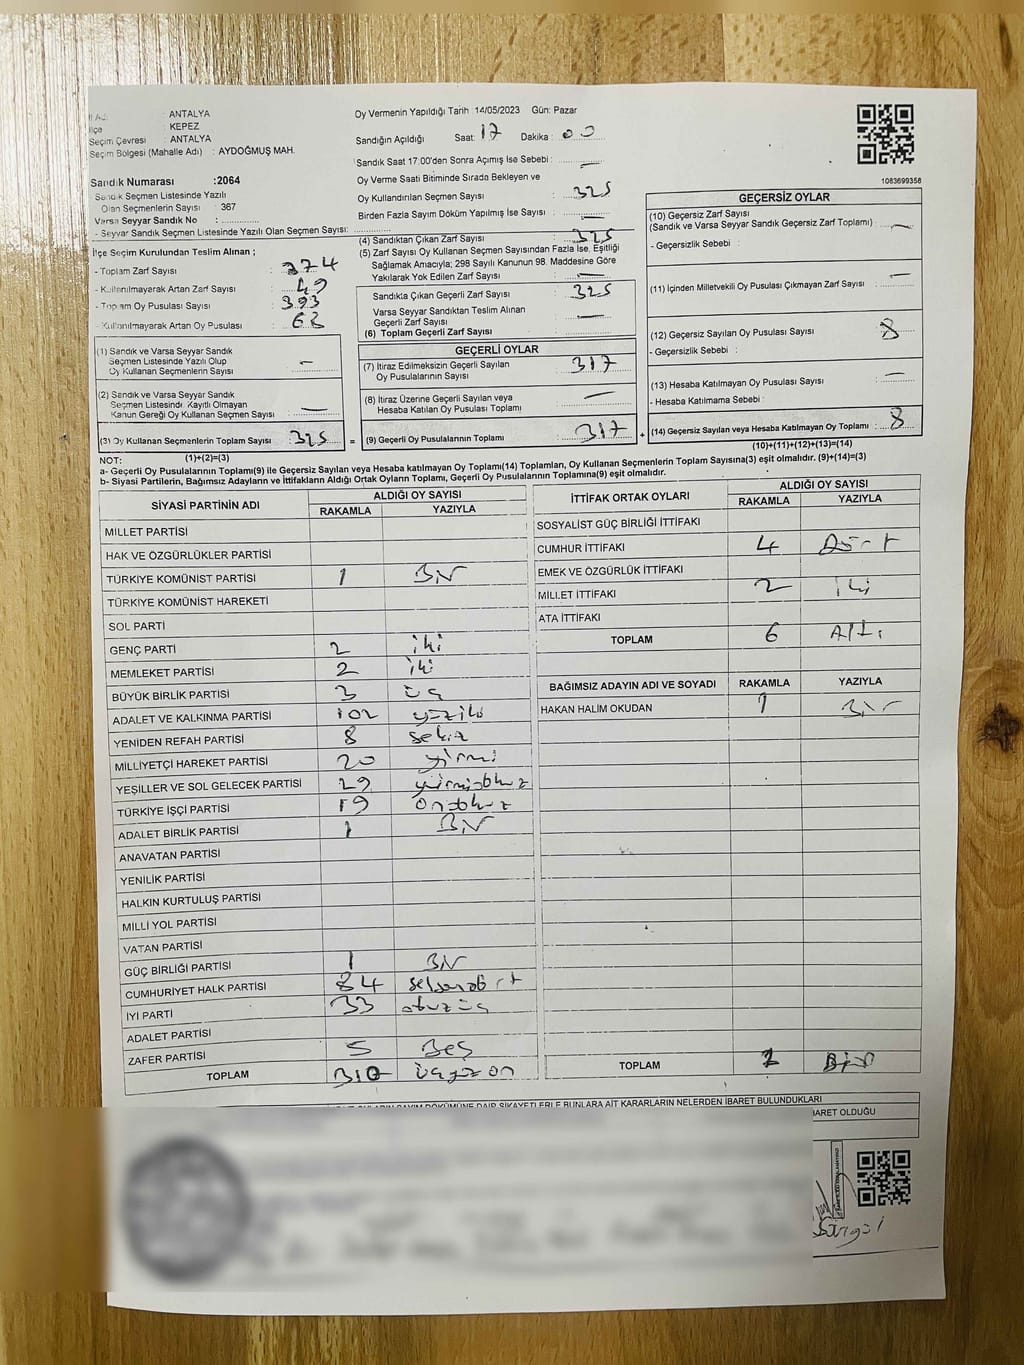 İl Adı : ANTALYA
İlçe : KEPEZ
Seçim Çevresi : ANTALYA
Seçim Bölgesi (Mahalle Adı) : AYDOĞMUŞ MAH.
Sandık Numarası :2064
Sandık Seçmen Listesinde Yazılı
Olan Seçmenlerin Sayısı : 367
Varsa Seyyar Sandık No :
- Seyyar Sandık Seçmen Listesinde Yazılı Olan Seçmen Sayısı:
İlçe Seçim Kurulundan Teslim Alınan ;
- Toplam Zarf Sayısı : 374
- Kullanılmayarak Artan Zarf Sayısı : 49
- Toplam Oy Pusulası Sayısı : 393
- Kullanılmayarak Artan Oy Pusulası : 68
(1) Sandık ve Varsa Seyyar Sandık
Seçmen Listesinde Yazılı Olup
Oy Kullanan Seçmenlerin Sayısı : —
(2) Sandık ve Varsa Seyyar Sandık
Seçmen Listesinde Kayıtlı Olmayan
Kanun Gereği Oy Kullanan Seçmen Sayısı : —
(3) Oy Kullanan Seçmenlerin Toplam Sayısı : 325 =
(1)+(2)=(3)
Oy Vermenin Yapıldığı Tarih : 14/05/2023 Gün: Pazar
Sandığın Açıldığı Saat: 17 Dakika : 00
Sandık Saat 17:00'den Sonra Açımış İse Sebebi : —
Oy Verme Saati Bitiminde Sırada Bekleyen ve
Oy Kullandırılan Seçmen Sayısı : 325
Birden Fazla Sayım Döküm Yapılmış İse Sayısı : —
(4) Sandıktan Çıkan Zarf Sayısı : 325
(5) Zarf Sayısı Oy Kullanan Seçmen Sayısından Fazla İse, Eşitliği
Sağlamak Amacıyla; 298 Sayılı Kanunun 98. Maddesine Göre
Yakılarak Yok Edilen Zarf Sayısı : —
Sandıkta Çıkan Geçerli Zarf Sayısı : 325
Varsa Seyyar Sandıktan Teslim Alınan
Geçerli Zarf Sayısı : —
(6) Toplam Geçerli Zarf Sayısı :
GEÇERLİ OYLAR
(7) İtiraz Edilmeksizin Geçerli Sayılan
Oy Pusulalarının Sayısı : 317
(8) İtiraz Üzerine Geçerli Sayılan veya
Hesaba Katılan Oy Pusulası Toplamı : —
(9) Geçerli Oy Pusulalarının Toplamı : 317 +
1083699358
GEÇERSİZ OYLAR
(10) Geçersiz Zarf Sayısı
(Sandık ve Varsa Seyyar Sandık Geçersiz Zarf Toplamı) : —
- Geçersizlik Sebebi :
(11) İçinden Milletvekili Oy Pusulası Çıkmayan Zarf Sayısı : —
(12) Geçersiz Sayılan Oy Pusulası Sayısı : 8
- Geçersizlik Sebebi :
(13) Hesaba Katılmayan Oy Pusulası Sayısı : —
- Hesaba Katılmama Sebebi :
(14) Geçersiz Sayılan veya Hesaba Katılmayan Oy Toplamı : 8
(10)+(11)+(12)+(13)=(14)
NOT:
a- Geçerli Oy Pusulalarının Toplamı(9) ile Geçersiz Sayılan veya Hesaba katılmayan Oy Toplamı(14) Toplamları, Oy Kullanan Seçmenlerin Toplam Sayısına(3) eşit olmalıdır. (9)+(14)=(3)
b- Siyasi Partilerin, Bağımsız Adayların ve İttifakların Aldığı Ortak Oyların Toplamı, Geçerli Oy Pusulalarının Toplamına(9) eşit olmalıdır.
SİYASİ PARTİNİN ADI ALDIĞI OY SAYISI
RAKAMLA YAZIYLA
MİLLET PARTİSİ
HAK VE ÖZGÜRLÜKLER PARTİSİ
TÜRKİYE KOMÜNİST PARTİSİ 1 Bir
TÜRKİYE KOMÜNİST HAREKETİ
SOL PARTİ
GENÇ PARTİ 2 iki
MEMLEKET PARTİSİ 2 iki
BÜYÜK BİRLİK PARTİSİ 3 üç
ADALET VE KALKINMA PARTİSİ 102 yüziki
YENİDEN REFAH PARTİSİ 8 sekiz
MİLLİYETÇİ HAREKET PARTİSİ 20 yirmi
YEŞİLLER VE SOL GELECEK PARTİSİ 29 yirmidokuz
TÜRKİYE İŞÇİ PARTİSİ 19 ondokuz
ADALET BİRLİK PARTİSİ 1 Bir
ANAVATAN PARTİSİ
YENİLİK PARTİSİ
HALKIN KURTULUŞ PARTİSİ
MİLLİ YOL PARTİSİ
VATAN PARTİSİ
GÜÇ BİRLİĞİ PARTİSİ 1 Bir
CUMHURİYET HALK PARTİSİ 84 seksendört
İYİ PARTİ 33 otuzüç
ADALET PARTİSİ
ZAFER PARTİSİ 5 Beş
TOPLAM 310 üçyüzon
İTTİFAK ORTAK OYLARI ALDIĞI OY SAYISI
RAKAMLA YAZIYLA
SOSYALİST GÜÇ BİRLİĞİ İTTİFAKI
CUMHUR İTTİFAKI 4 Dört
EMEK VE ÖZGÜRLÜK İTTİFAKI
MİLLET İTTİFAKI 2 iki
ATA İTTİFAKI
TOPLAM 6 Altı
BAĞIMSIZ ADAYIN ADI VE SOYADI RAKAMLA YAZIYLA
HAKAN HALİM OKUDAN 1 Bir
TOPLAM 1 Bir
SAYIM DÖKÜMÜNE DAİR ŞİKAYETLERLE BUNLARA AİT KARARLARIN NELERDEN İBARET BULUNDUKLARI
İBARET OLDUĞU